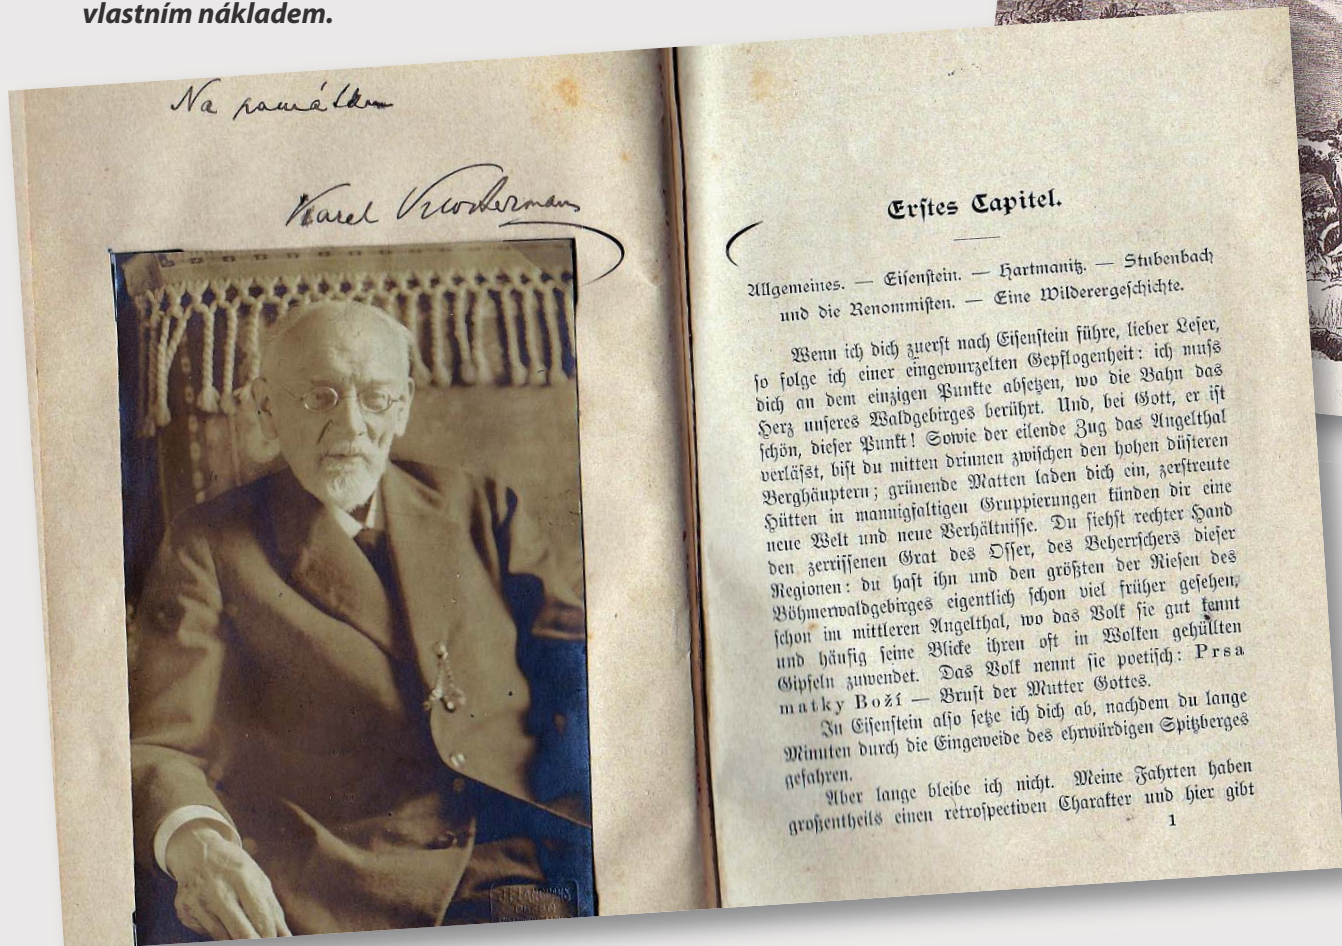 vlastním nákladem.
Na památku
Karel Klostermann
Erstes Capitel.
Allgemeines. — Eisenstein. — Hartmanitz. — Stubenbach
und die Renommisten. — Eine Wilderergeschichte.
Wenn ich dich zuerst nach Eisenstein führe, lieber Leser,
so folge ich einer eingewurzelten Gepflogenheit: ich muss
dich an dem einzigen Punkte absetzen, wo die Bahn das
Herz unseres Waldgebirges berührt. Und, bei Gott, er ist
schön, dieser Punkt! Sowie der eilende Zug das Angelthal
verlässt, bist du mitten drinnen zwischen den hohen düsteren
Berghäuptern; grünende Matten laden dich ein, zerstreute
Hütten in mannigfaltigen Gruppierungen künden dir eine
neue Welt und neue Verhältnisse. Du siehst rechter Hand
den zerrissenen Grat des Osser, des Beherrschers dieser
Regionen: du hast ihn und den größten der Riesen des
Böhmerwaldgebirges eigentlich schon viel früher gesehen,
schon im mittleren Angelthal, wo das Volk sie gut kennt
und häufig seine Blicke ihren oft in Wolken gehüllten
Gipfeln zuwendet. Das Volk nennt sie poetisch: Prsa
matky Boží — Brust der Mutter Gottes.
In Eisenstein also setze ich dich ab, nachdem du lange
Minuten durch die Eingeweide des ehrwürdigen Spitzberges
gefahren.
Aber lange bleibe ich nicht. Meine Fahrten haben
großentheils einen retrospectiven Charakter und hier gibt
1